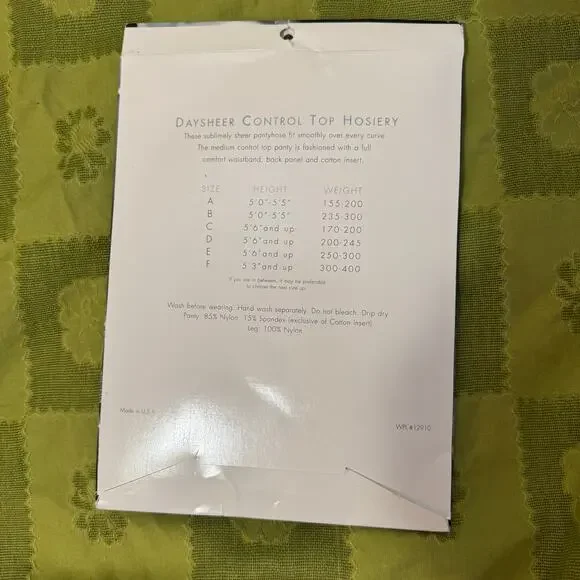 DAYSHEER CONTROL TOP HOSIERY
These sublimely sheer pantyhose fit smoothly over every curve
The medium control top panty is fashioned with a full
comfort waistband, back panel and cotton insert.
SIZE HEIGHT WEIGHT
A 5'0"-5'5" 155-200
B 5'0"-5'5" 235-300
C 5'6"and up 170-200
D 5'6"and up 200-245
E 5'6"and up 250-300
F 5'3"and up 300-400
If you are in between, it may be preferable
to choose the next size up.
Wash before wearing. Hand wash separately. Do not bleach. Drip dry
Panty: 85% Nylon 15% Spandex (exclusive of Cotton insert)
Leg: 100% Nylon
Made in U.S.A.
WPL#12910